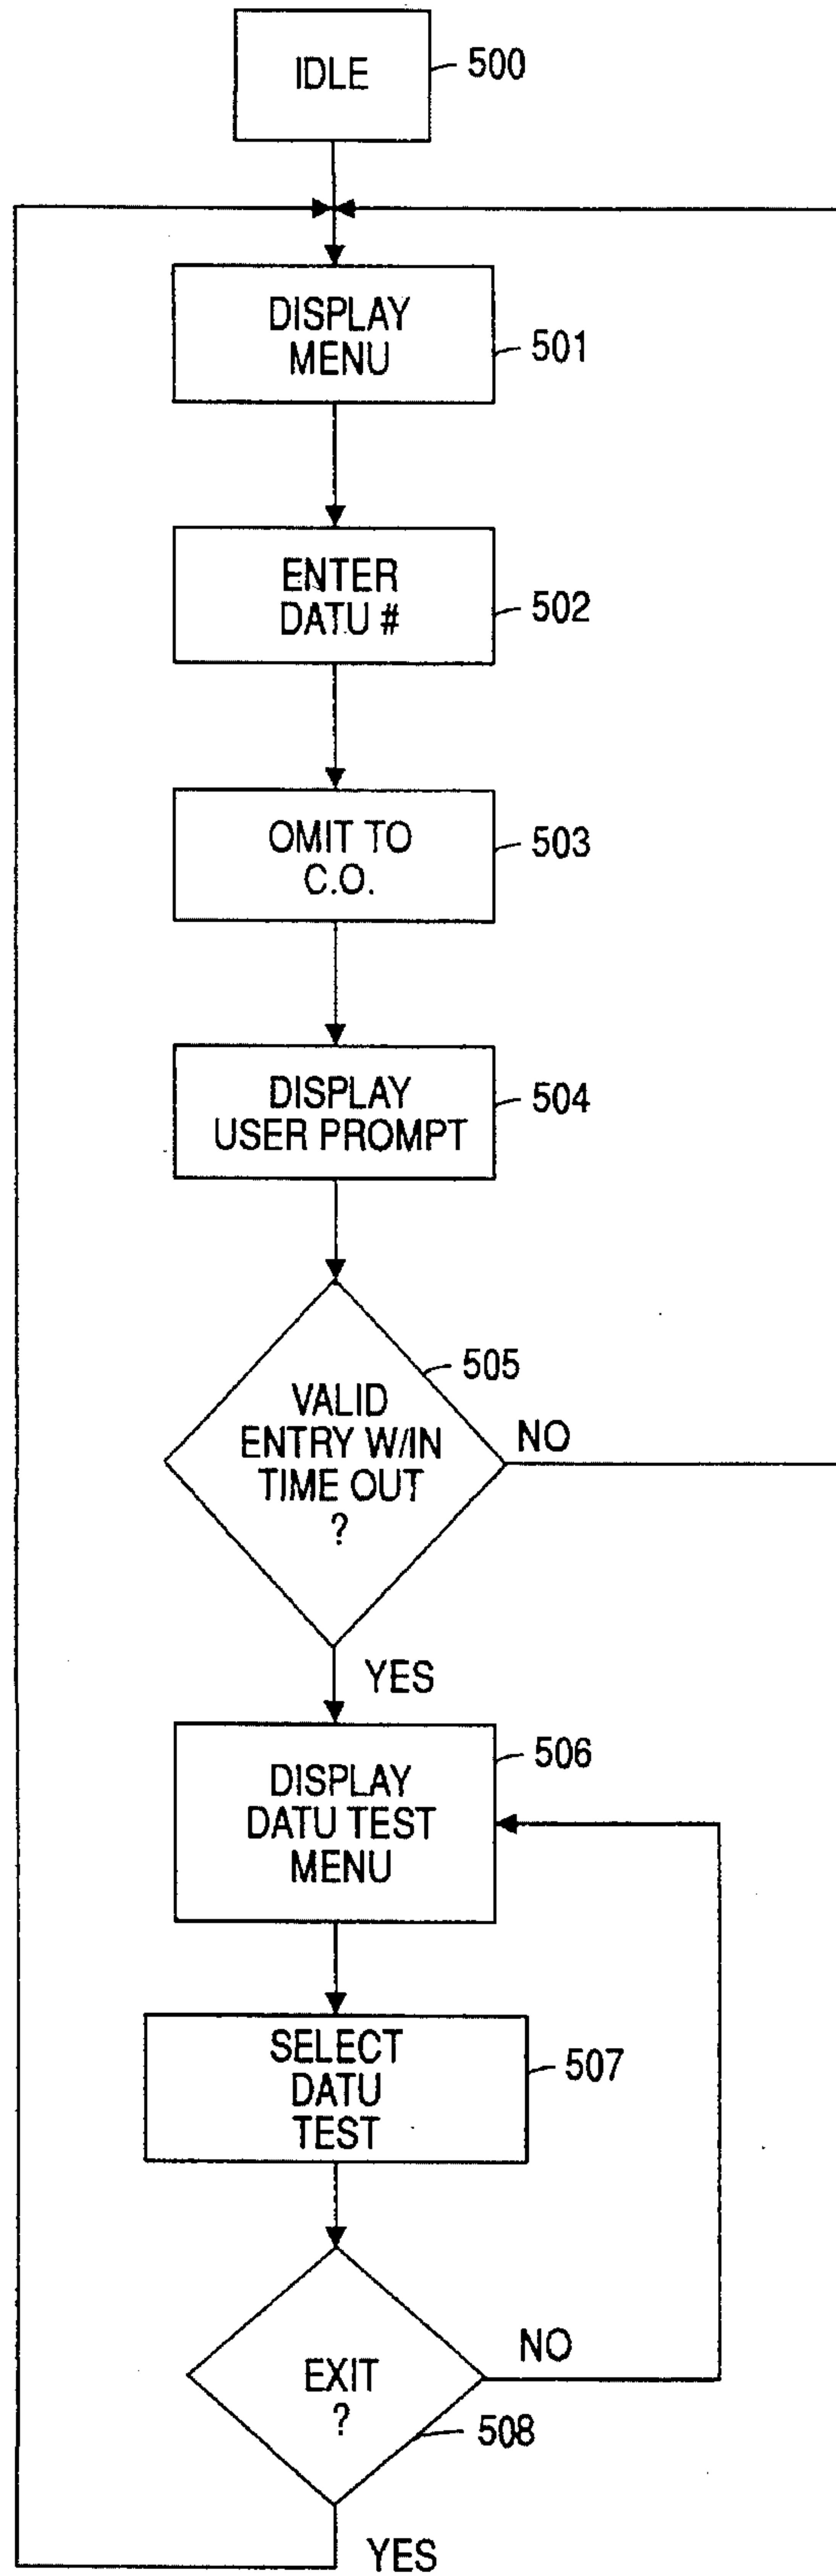 IDLE
500
DISPLAY
MENU
501
ENTER
DATU #
502
OMIT TO
C.O.
503
DISPLAY
USER PROMPT
504
505
VALID
ENTRY W/IN
TIME OUT
?
NO
YES
506
DISPLAY
DATU TEST
MENU
SELECT
DATU
TEST
507
EXIT
?
NO
508
YES